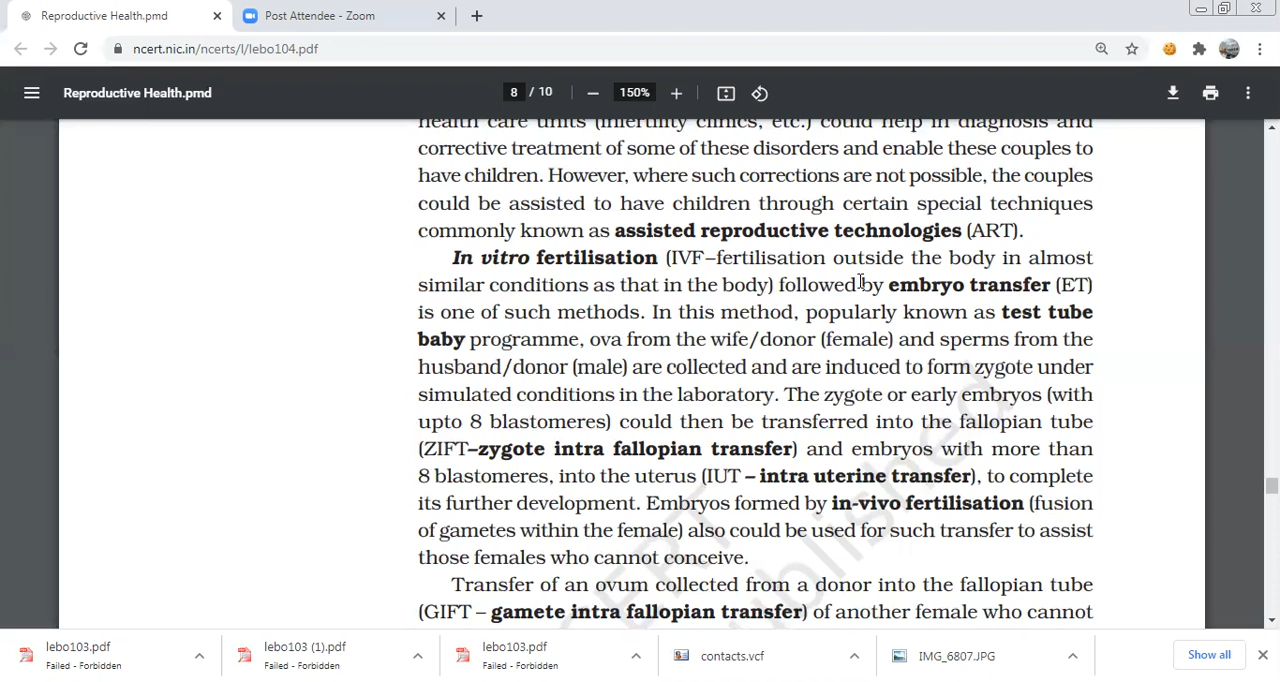 Reproductive Health.pmd
Post Attendee - Zoom
ncert.nic.in/ncerts/l/lebo104.pdf
Reproductive Health.pmd
8 / 10
150%
health care units (infertility clinics, etc.) could help in diagnosis and
corrective treatment of some of these disorders and enable these couples to
have children. However, where such corrections are not possible, the couples
could be assisted to have children through certain special techniques
commonly known as assisted reproductive technologies (ART).
In vitro fertilisation (IVF–fertilisation outside the body in almost
similar conditions as that in the body) followed by embryo transfer (ET)
is one of such methods. In this method, popularly known as test tube
baby programme, ova from the wife/donor (female) and sperms from the
husband/donor (male) are collected and are induced to form zygote under
simulated conditions in the laboratory. The zygote or early embryos (with
upto 8 blastomeres) could then be transferred into the fallopian tube
(ZIFT–zygote intra fallopian transfer) and embryos with more than
8 blastomeres, into the uterus (IUT – intra uterine transfer), to complete
its further development. Embryos formed by in-vivo fertilisation (fusion
of gametes within the female) also could be used for such transfer to assist
those females who cannot conceive.
Transfer of an ovum collected from a donor into the fallopian tube
(GIFT – gamete intra fallopian transfer) of another female who cannot
lebo103.pdf
Failed - Forbidden
lebo103 (1).pdf
Failed - Forbidden
lebo103.pdf
Failed - Forbidden
contacts.vcf
IMG_6807.JPG
Show all